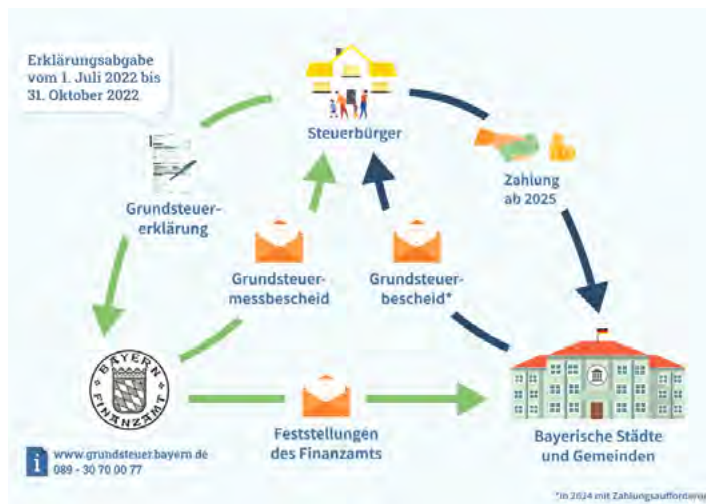 Erklärungsabgabe
vom 1. Juli 2022 bis
31. Oktober 2022
Steuerbürger
Grundsteuer-
erklärung
Zahlung
ab 2025
Grundsteuer-
messbescheid
Grundsteuer-
bescheid*
BAYERN
FINANZAMT
Feststellungen
des Finanzamts
Bayerische Städte
und Gemeinden
www.grundsteuer.bayern.de
089 - 30 70 00 77
*In 2024 mit